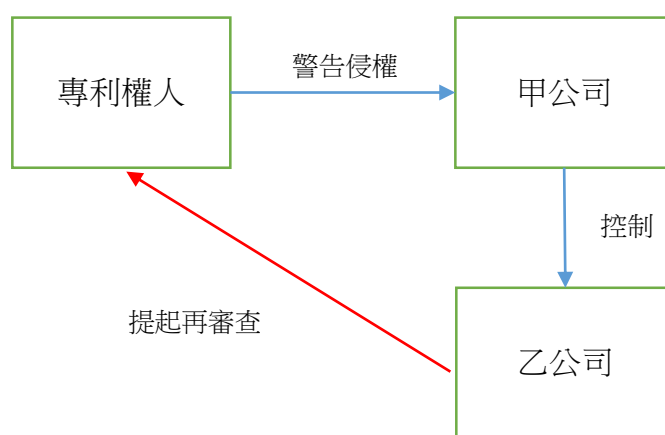 警告侵權
專利權人
甲公司
控制
提起再審查
乙公司